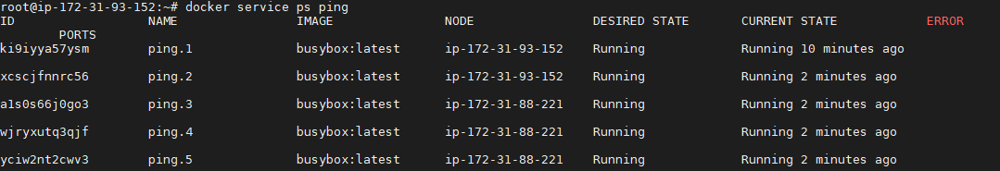 root@ip-172-31-93-152:~# docker service ps ping
ID                  NAME                IMAGE               NODE                DESIRED STATE       CURRENT STATE            ERROR
        PORTS
ki9iyya57ysm        ping.1              busybox:latest      ip-172-31-93-152    Running             Running 10 minutes ago
xcscjfnnrc56        ping.2              busybox:latest      ip-172-31-93-152    Running             Running 2 minutes ago
a1s0s66j0go3        ping.3              busybox:latest      ip-172-31-88-221    Running             Running 2 minutes ago
wjryxutq3qjf        ping.4              busybox:latest      ip-172-31-88-221    Running             Running 2 minutes ago
yciw2nt2cwv3        ping.5              busybox:latest      ip-172-31-88-221    Running             Running 2 minutes ago